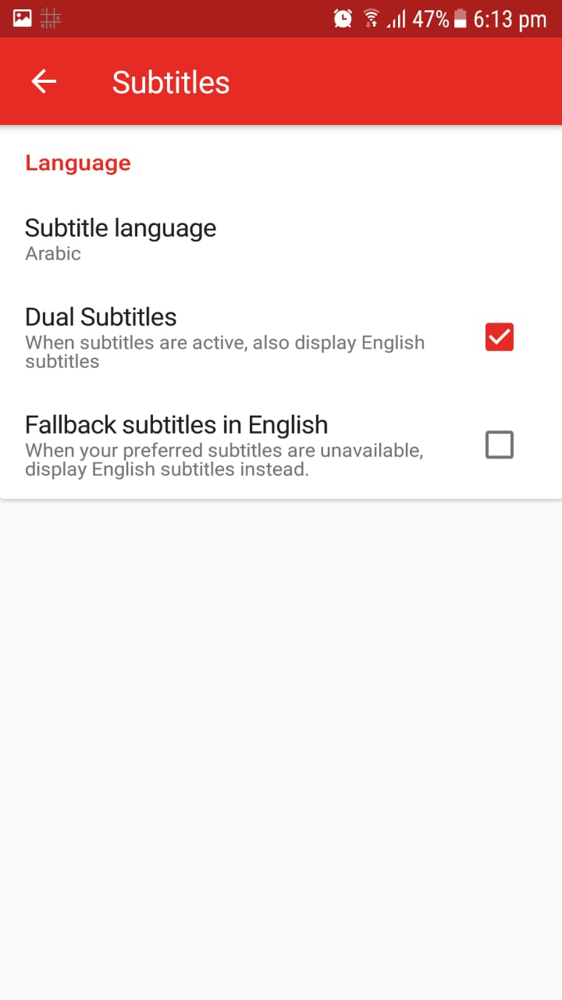 47% 6:13 pm
Subtitles
Language
Subtitle language
Arabic
Dual Subtitles
When subtitles are active, also display English
subtitles
Fallback subtitles in English
When your preferred subtitles are unavailable,
display English subtitles instead.